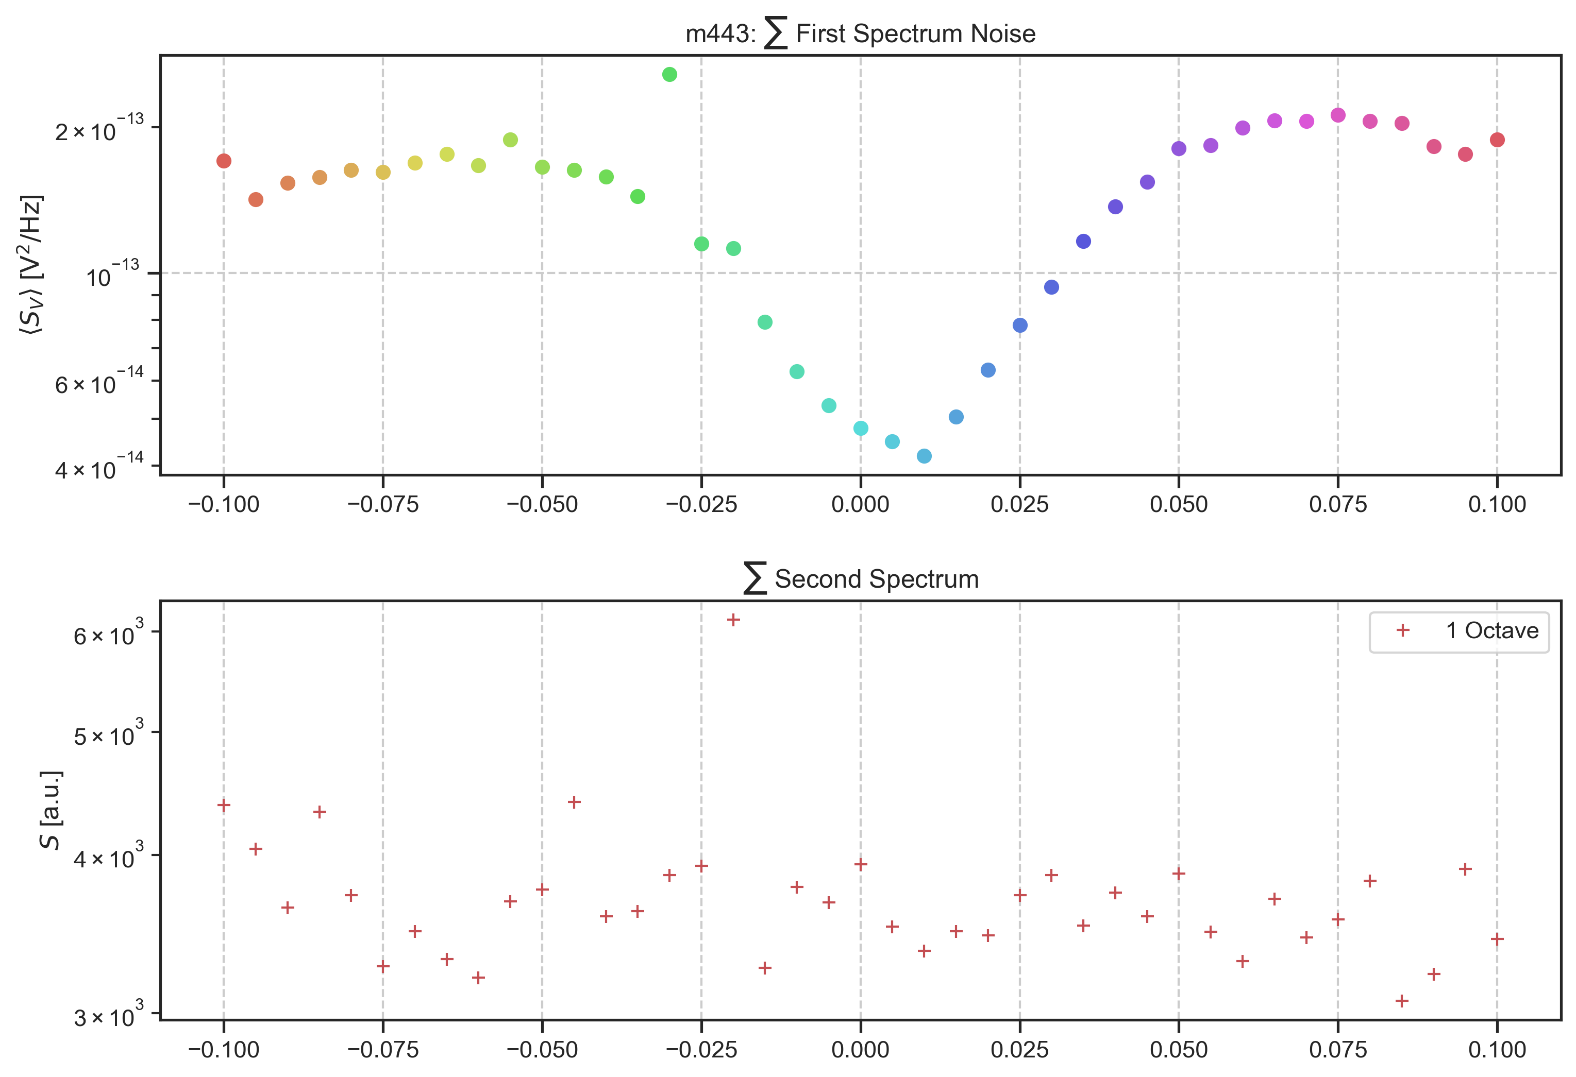 m443: ∑ First Spectrum Noise
⟨S_V⟩ [V²/Hz]
2 × 10⁻¹³
10⁻¹³
6 × 10⁻¹⁴
4 × 10⁻¹⁴
−0.100 −0.075 −0.050 −0.025 0.000 0.025 0.050 0.075 0.100
∑ Second Spectrum
S [a.u.]
6 × 10³
5 × 10³
4 × 10³
3 × 10³
1 Octave
−0.100 −0.075 −0.050 −0.025 0.000 0.025 0.050 0.075 0.100